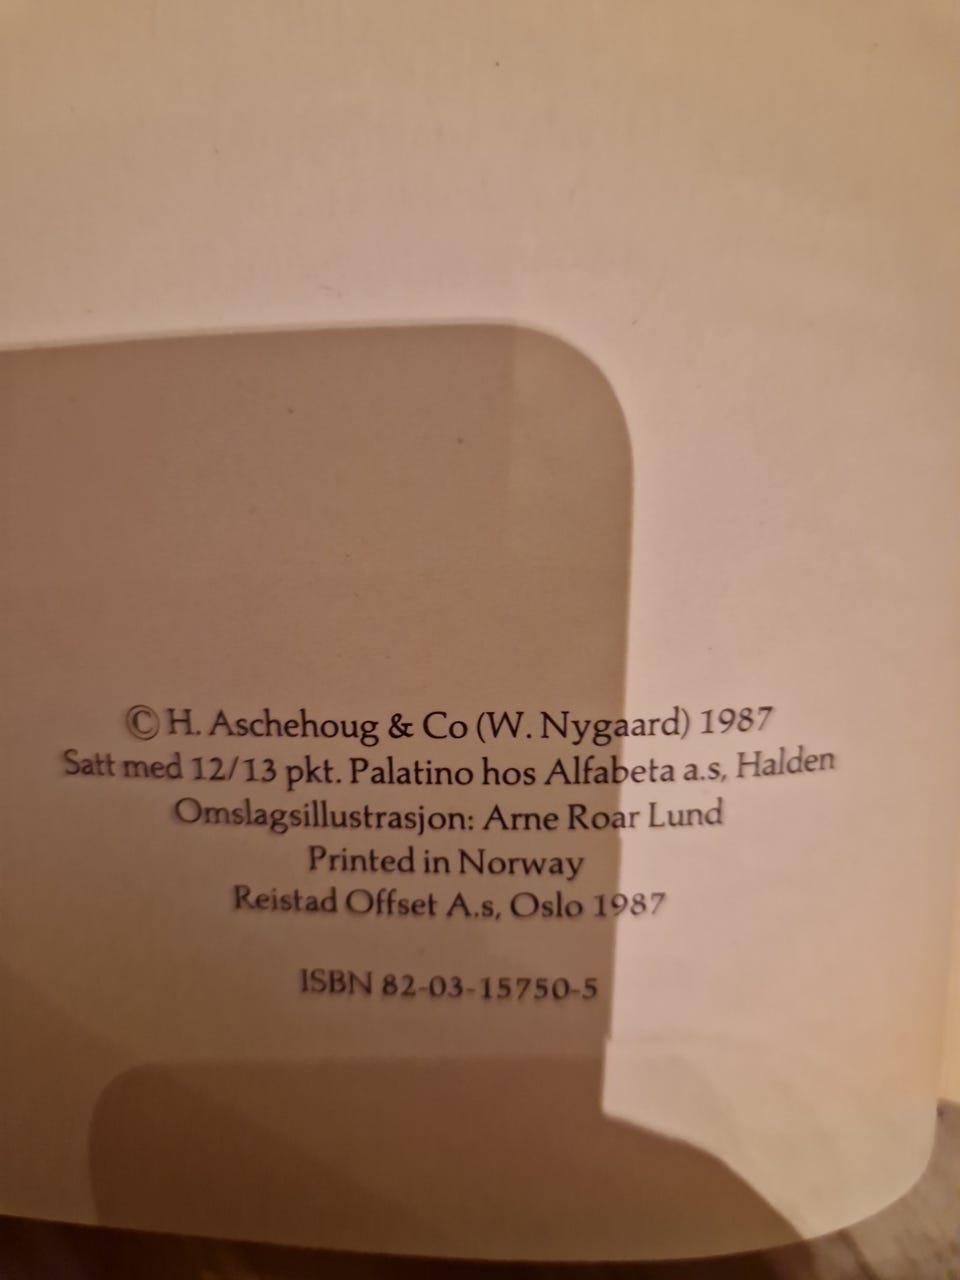 © H. Aschehoug & Co (W. Nygaard) 1987
Satt med 12/13 pkt. Palatino hos Alfabeta a.s, Halden
Omslagsillustrasjon: Arne Roar Lund
Printed in Norway
Reistad Offset A.s, Oslo 1987
ISBN 82-03-15750-5